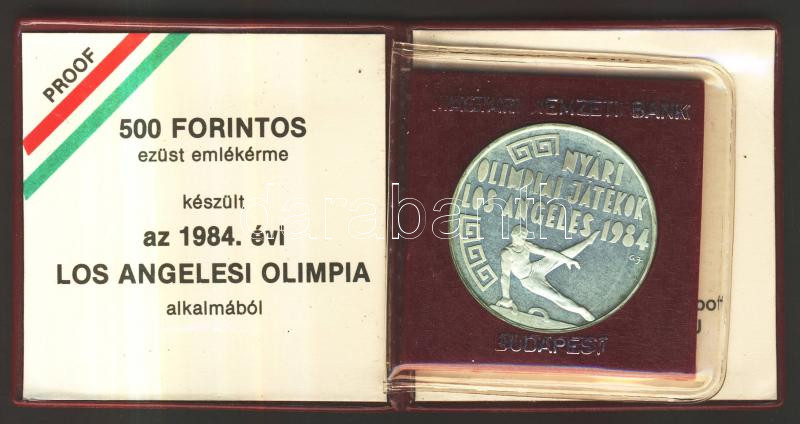 PROOF
500 FORINTOS
ezüst emlékérme
készült
az 1984. évi
LOS ANGELESI OLIMPIA
alkalmából
MAGYAR NEMZETI BANK
NYÁRI
OLIMPIAI JÁTÉKOK
LOS ANGELES 1984
BUDAPEST
darabanth